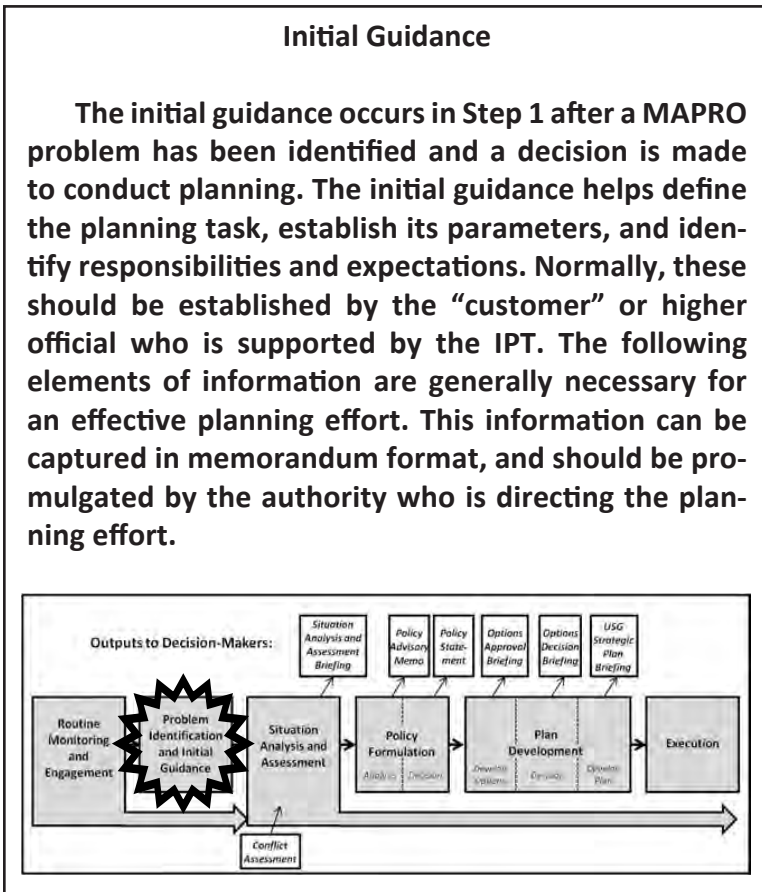 Initial Guidance
The initial guidance occurs in Step 1 after a MAPRO
problem has been identified and a decision is made
to conduct planning. The initial guidance helps define
the planning task, establish its parameters, and iden-
tify responsibilities and expectations. Normally, these
should be established by the “customer” or higher
official who is supported by the IPT. The following
elements of information are generally necessary for
an effective planning effort. This information can be
captured in memorandum format, and should be pro-
mulgated by the authority who is directing the plan-
ning effort.
Outputs to Decision-Makers:
Situation
Analysis and
Assessment
Briefing
Policy
Advisory
Memo
Policy
State-
ment
Options
Approval
Briefing
Options
Decision
Briefing
USG
Strategic
Plan
Briefing
Routine
Monitoring
and
Engagement
Problem
Identification
and Initial
Guidance
Situation
Analysis and
Assessment
Policy
Formulation
Analysis
Decision
Plan
Development
Develop
Options
Decision
Develop
Plan
Execution
Conflict
Assessment